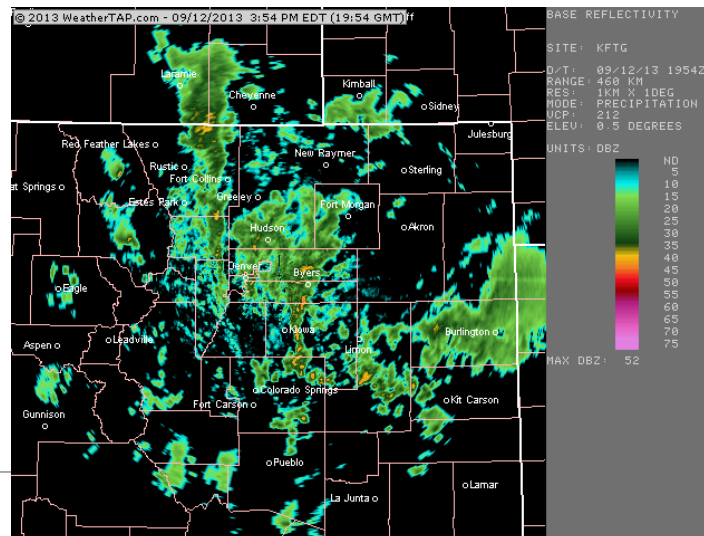 © 2013 WeatherTAP.com - 09/12/2013 3:54 PM EDT (19:54 GMT)
ff
BASE REFLECTIVITY
SITE: KFTG
D/T: 09/12/13 1954Z
RANGE: 460 KM
RES: 1KM X 1DEG
MODE: PRECIPITATION
VCP: 212
ELEV: 0.5 DEGREES
UNITS: DBZ
ND
5
10
15
20
25
30
35
40
45
50
55
60
65
70
75
MAX DBZ: 52
Laramie
Cheyenne
Kimball
Sidney
Julesburg
Red Feather Lakes
New Raymer
Rustic
Sterling
Fort Collins
at Springs
Estes Park
Greeley
Fort Morgan
Hudson
Akron
Denver
Byers
Eagle
Kiowa
Burlington
Leadville
Aspen
Limon
Colorado Springs
Fort Carson
Kit Carson
Gunnison
Pueblo
Lamar
La Junta